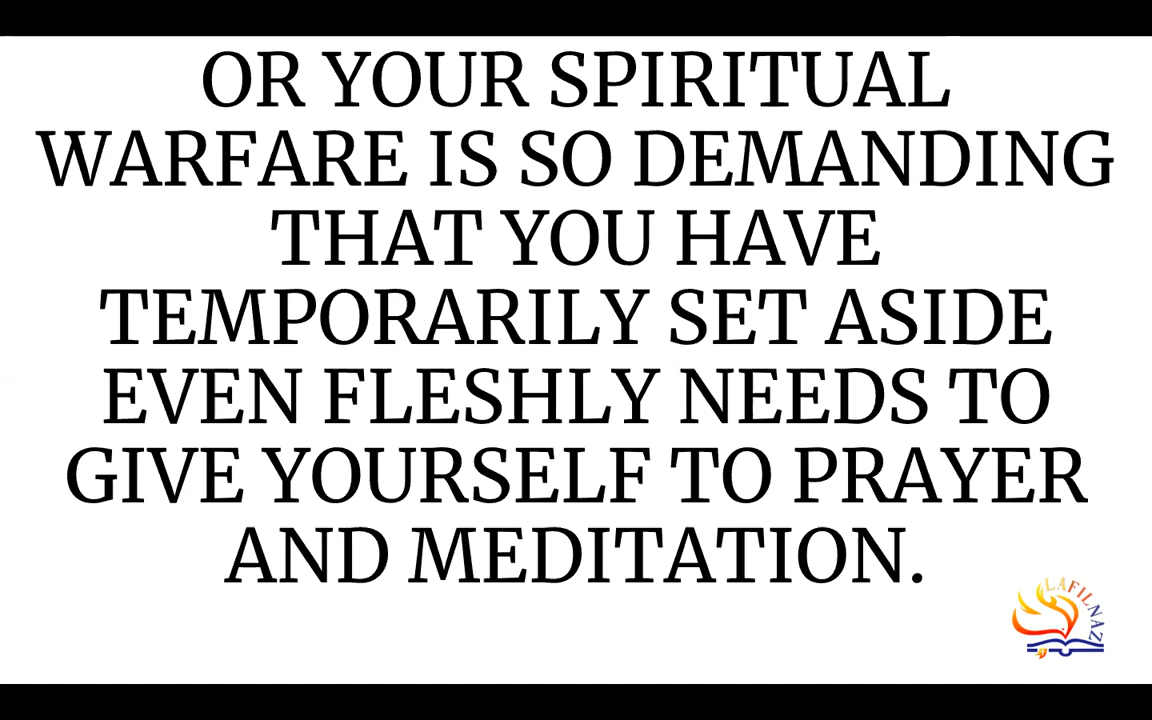 OR YOUR SPIRITUAL
WARFARE IS SO DEMANDING
THAT YOU HAVE
TEMPORARILY SET ASIDE
EVEN FLESHLY NEEDS TO
GIVE YOURSELF TO PRAYER
AND MEDITATION.
LAFILNAZ